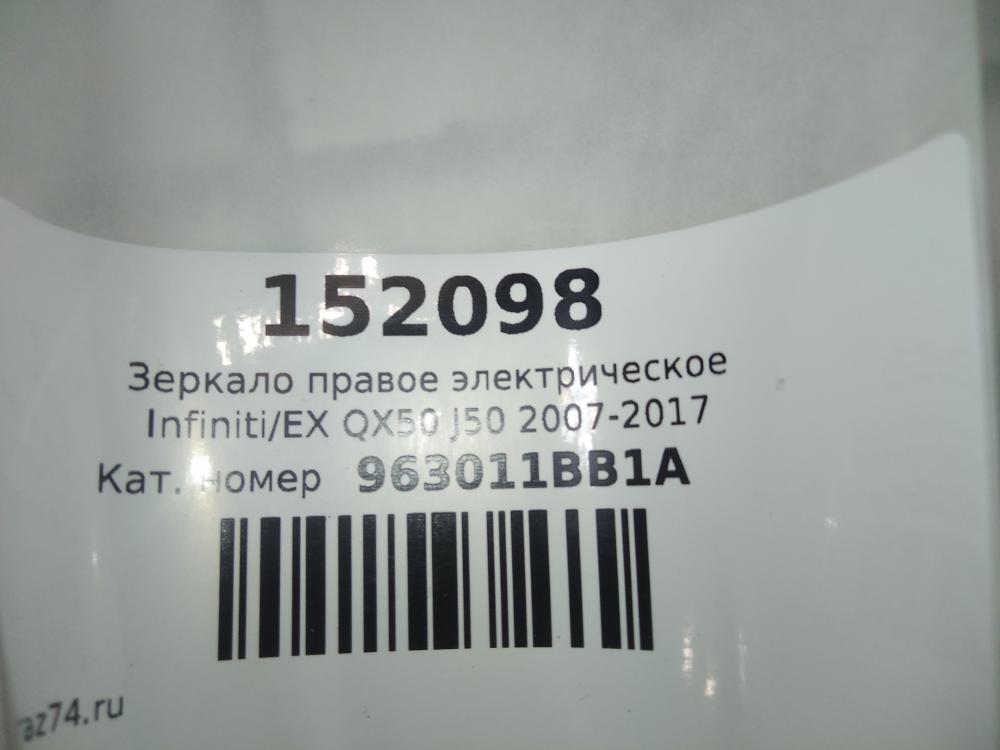 152098
Зеркало правое электрическое
Infiniti/EX QX50 J50 2007-2017
Кат. номер 963011BB1A
az74.ru